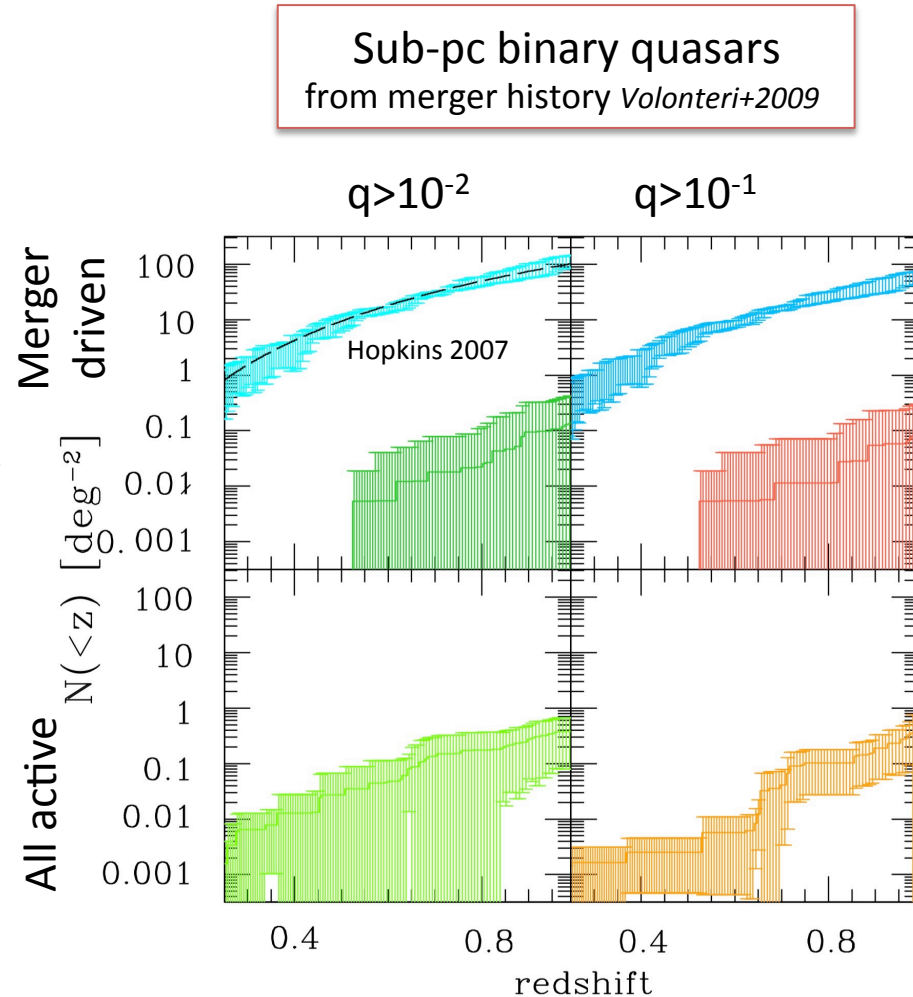 Sub-pc binary quasars
from merger history Volonteri+2009
q>10⁻² q>10⁻¹
Merger
driven
All active
N(<z) [deg⁻²]
100
10
1
0.1
0.01
0.001
Hopkins 2007
100
10
1
0.1
0.01
0.001
0.4 0.8 0.4 0.8
redshift